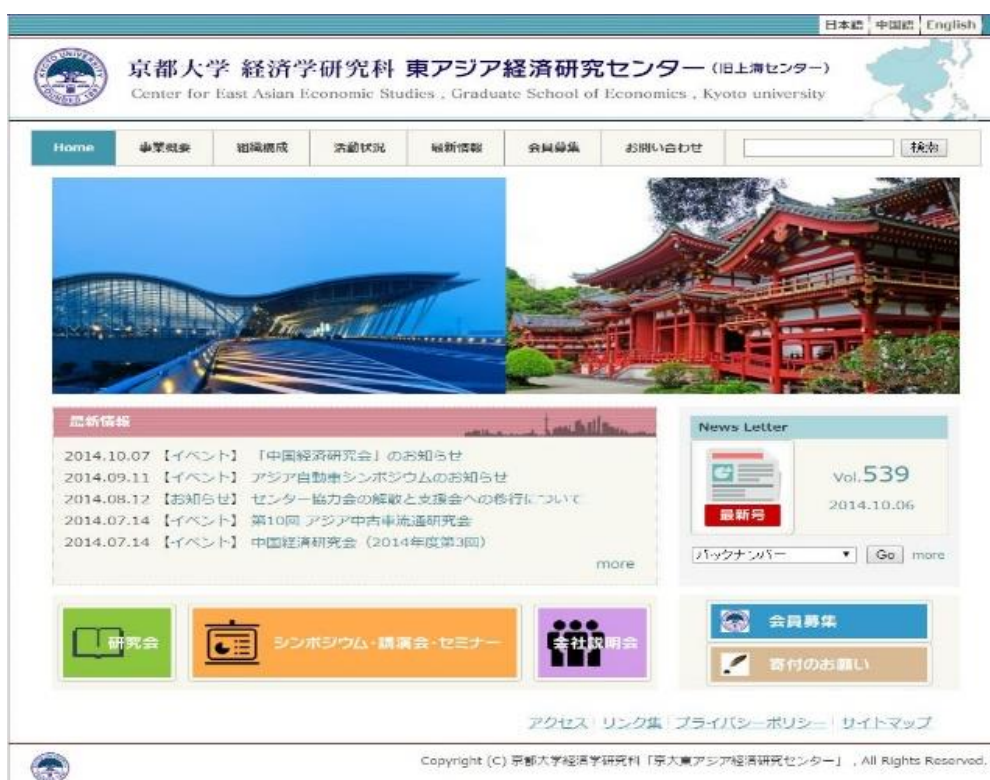 日本語 中国語 English
京都大学 経済学研究科 東アジア経済研究センター (旧上海センター)
Center for East Asian Economic Studies , Graduate School of Economics , Kyoto university
KYOTO UNIVERSITY
FOUNDED 1897
Home 事業概要 組織構成 活動状況 最新情報 会員募集 お問い合わせ 検索
最新情報
2014.10.07 【イベント】 「中国経済研究会」のお知らせ
2014.09.11 【イベント】 アジア自動車シンポジウムのお知らせ
2014.08.12 【お知らせ】 センター協力会の解散と支援会への移行について
2014.07.14 【イベント】 第10回 アジア中古車流通研究会
2014.07.14 【イベント】 中国経済研究会（2014年度第3回）
more
News Letter
Vol.539
2014.10.06
最新号
バックナンバー Go more
研究会
シンポジウム・講演会・セミナー
会社説明会
会員募集
寄付のお願い
アクセス リンク集 プライバシーポリシー サイトマップ
Copyright (C) 京都大学経済学研究科「京大東アジア経済研究センター」 , All Rights Reserved.